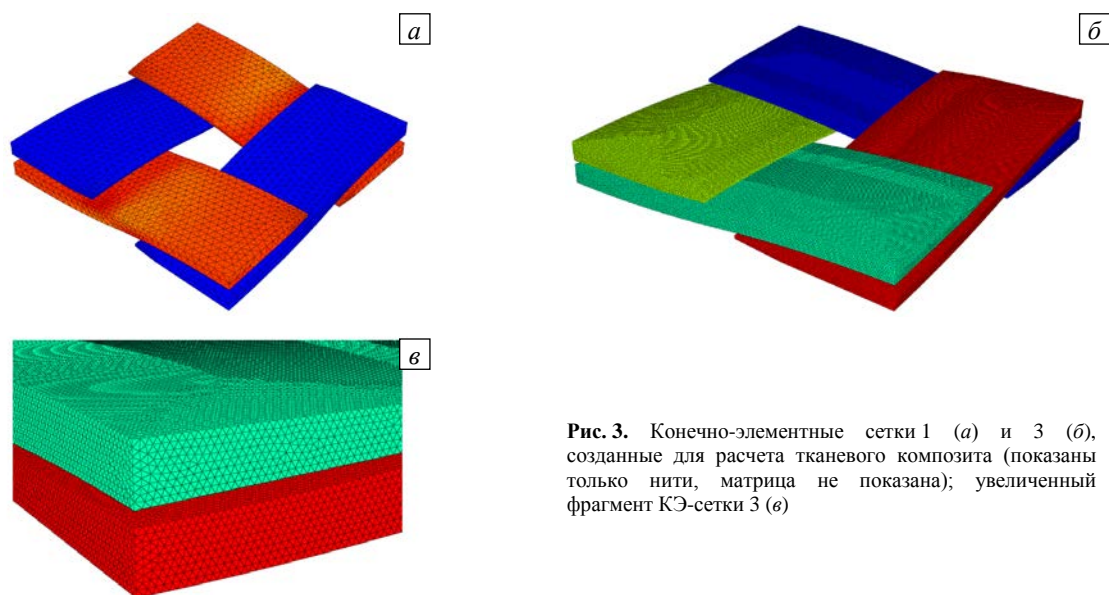 а
б
в
Рис. 3. Конечно-элементные сетки 1 (а) и 3 (б),
созданные для расчета тканевого композита (показаны
только нити, матрица не показана); увеличенный
фрагмент КЭ-сетки 3 (в)